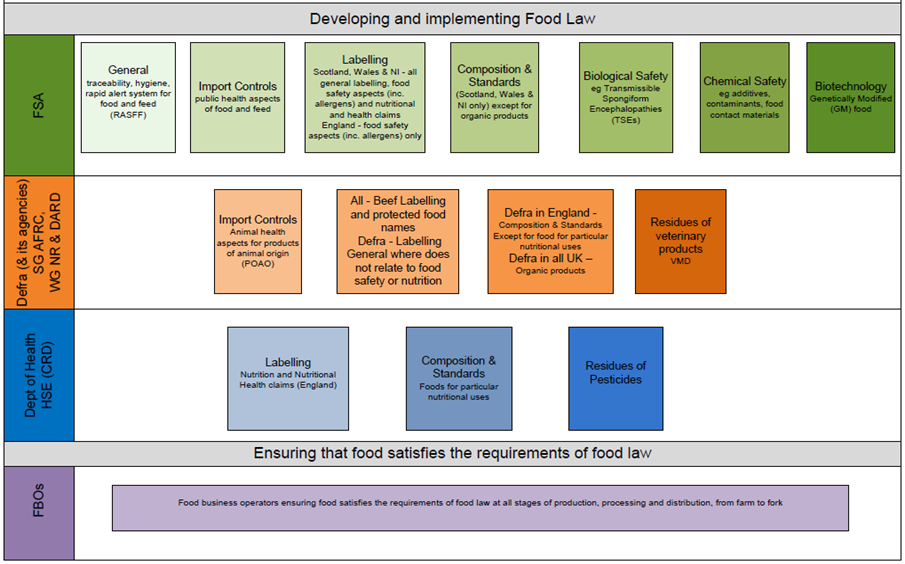 Developing and implementing Food Law
FSA
General
traceability, hygiene,
rapid alert system for
food and feed
(RASFF)
Import Controls
public health aspects
of food and feed
Labelling
Scotland, Wales & NI - all
general labelling, food
safety aspects (inc.
allergens) and nutritional
and health claims
England - food safety
aspects (inc. allergens) only
Composition &
Standards
(Scotland, Wales &
NI only) except for
organic products
Biological Safety
eg Transmissible
Spongiform
Encephalopathies
(TSEs)
Chemical Safety
eg additives,
contaminants, food
contact materials
Biotechnology
Genetically Modified
(GM) food
Defra (& its agencies)
SG AFRC,
WG NR & DARD
Import Controls
Animal health
aspects for products
of animal origin
(POAO)
All - Beef Labelling
and protected food
names
Defra - Labelling
General where does
not relate to food
safety or nutrition
Defra in England -
Composition & Standards
Except for food for particular
nutritional uses
Defra in all UK –
Organic products
Residues of
veterinary
products
VMD
Dept of Health
HSE (CRD)
Labelling
Nutrition and Nutritional
Health claims (England)
Composition &
Standards
Foods for particular
nutritional uses
Residues of
Pesticides
Ensuring that food satisfies the requirements of food law
FBOs
Food business operators ensuring food satisfies the requirements of food law at all stages of production, processing and distribution, from farm to fork